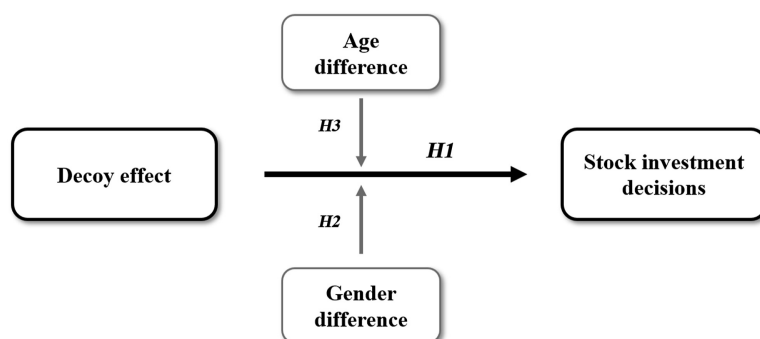 Age
difference
H3
H1
Decoy effect
Stock investment
decisions
H2
Gender
difference